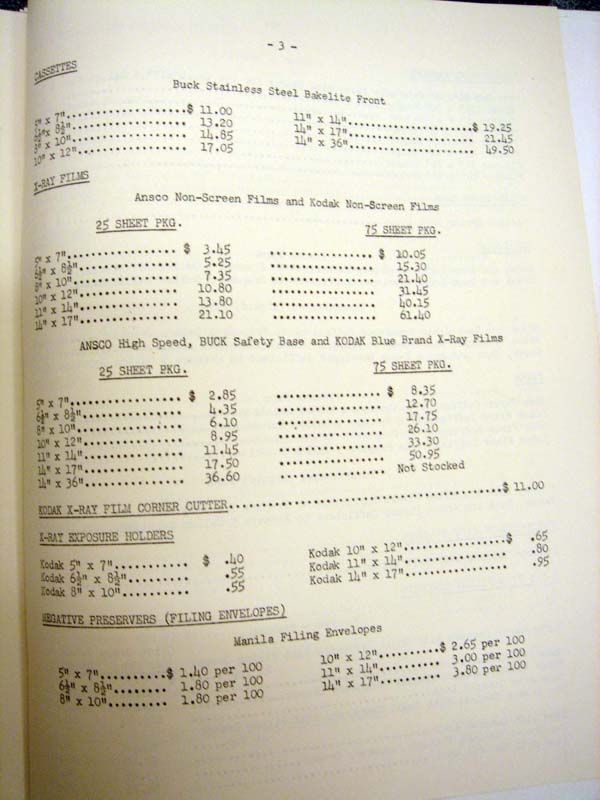 - 3 -
CASSETTES
Buck Stainless Steel Bakelite Front
5" x 7"....................$ 11.00
6½"x 8½".................... 13.20
8" x 10".................... 14.85
10" x 12".................... 17.05
11" x 14"....................$ 19.25
14" x 17".................... 21.45
14" x 36".................... 49.50
X-RAY FILMS
Ansco Non-Screen Films and Kodak Non-Screen Films
25 SHEET PKG. 75 SHEET PKG.
5" x 7".................. $ 3.45 ..................$ 10.05
6½" x 8½".................. 5.25 .................. 15.30
8" x 10".................. 7.35 .................. 21.40
10" x 12".................. 10.80 .................. 31.45
11" x 14".................. 13.80 .................. 40.15
14" x 17".................. 21.10 .................. 61.40
ANSCO High Speed, BUCK Safety Base and KODAK Blue Brand X-Ray Films
25 SHEET PKG. 75 SHEET PKG.
5" x 7"..................$ 2.85 ..................$ 8.35
6½" x 8½".................. 4.35 .................. 12.70
8" x 10".................. 6.10 .................. 17.75
10" x 12".................. 8.95 .................. 26.10
11" x 14".................. 11.45 .................. 33.30
14" x 17".................. 17.50 .................. 50.95
14" x 36".................. 36.60 .................. Not Stocked
KODAK X-RAY FILM CORNER CUTTER........................................$ 11.00
X-RAY EXPOSURE HOLDERS
Kodak 5" x 7"........... $ .40
Kodak 6½" x 8½"........... .55
Kodak 8" x 10"........... .55
Kodak 10" x 12"...............$ .65
Kodak 11" x 14"............... .80
Kodak 14" x 17"............... .95
NEGATIVE PRESERVERS (FILING ENVELOPES)
Manila Filing Envelopes
5" x 7"..........$ 1.40 per 100
6½" x 8½"......... 1.80 per 100
8" x 10"......... 1.80 per 100
10" x 12".........$ 2.65 per 100
11" x 14"......... 3.00 per 100
14" x 17"......... 3.80 per 100